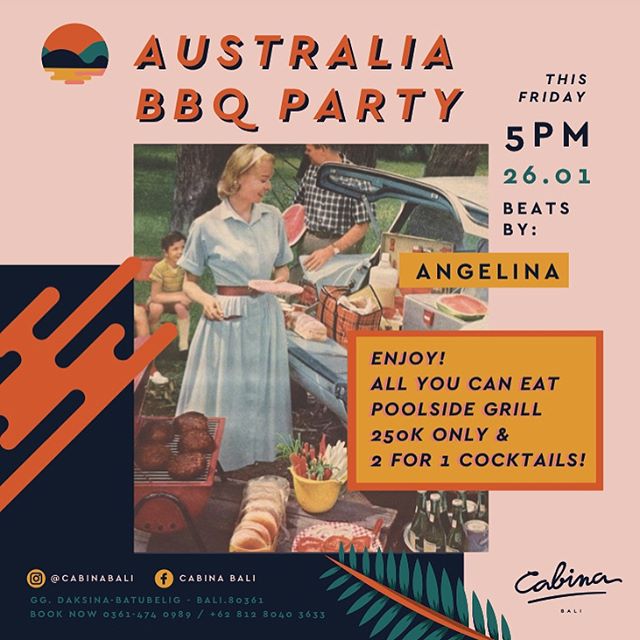 AUSTRALIA
BBQ PARTY
THIS
FRIDAY
5PM
26.01
BEATS
BY:
ANGELINA
ENJOY!
ALL YOU CAN EAT
POOLSIDE GRILL
250K ONLY &
2 FOR 1 COCKTAILS!
@CABINABALI CABINA BALI
GG. DAKSINA-BATUBELIG - BALI.80361
BOOK NOW 0361-474 0989 / +62 812 8040 3633
Cabina
BALI